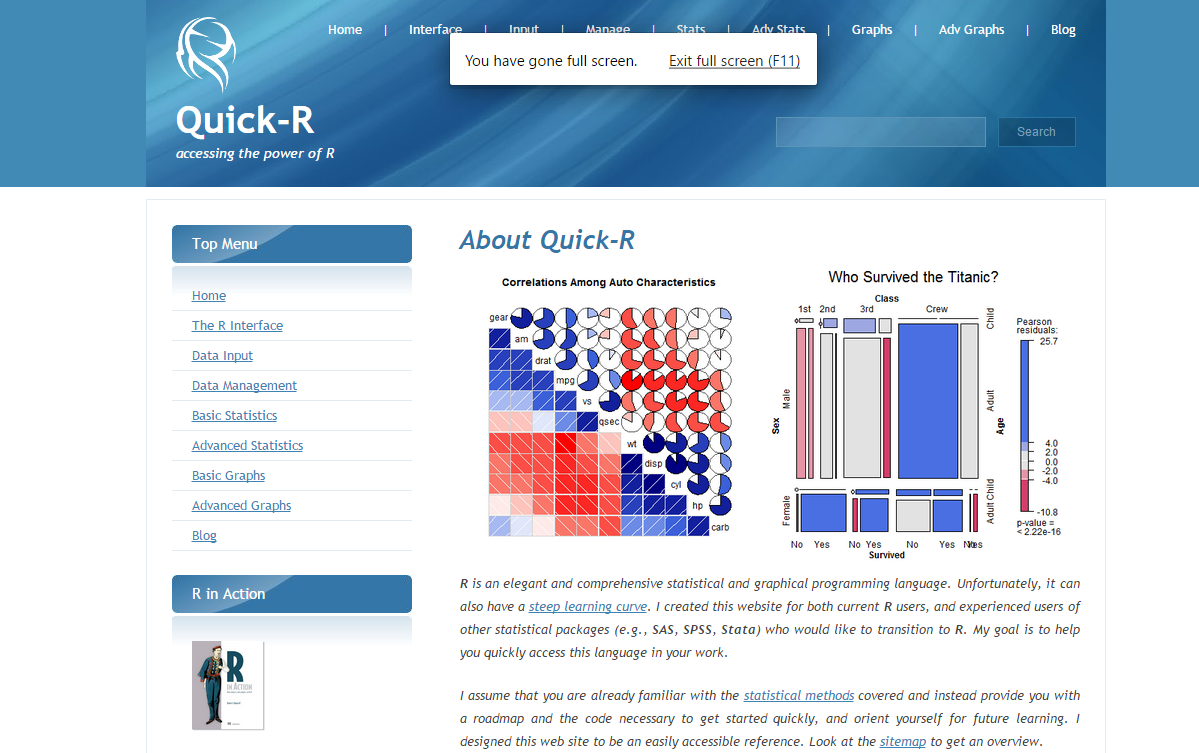 Home | Interface | Input | Manage | Stats | Adv Stats | Graphs | Adv Graphs | Blog
You have gone full screen. Exit full screen (F11)
Quick-R
accessing the power of R
Search
Top Menu
Home
The R Interface
Data Input
Data Management
Basic Statistics
Advanced Statistics
Basic Graphs
Advanced Graphs
Blog
R in Action
R
IN ACTION
About Quick-R
Correlations Among Auto Characteristics
gear
am
drat
mpg
vs
qsec
wt
disp
cyl
hp
carb
Who Survived the Titanic?
Class
1st 2nd 3rd Crew
Child
Adult
Adult Child
Age
Sex
Male
Female
No Yes No Yes No Yes No Yes
Survived
Pearson
residuals:
25.7
4.0
2.0
0.0
-2.0
-4.0
-10.8
p-value =
< 2.22e-16
R is an elegant and comprehensive statistical and graphical programming language. Unfortunately, it can
also have a steep learning curve. I created this website for both current R users, and experienced users of
other statistical packages (e.g., SAS, SPSS, Stata) who would like to transition to R. My goal is to help
you quickly access this language in your work.
I assume that you are already familiar with the statistical methods covered and instead provide you with
a roadmap and the code necessary to get started quickly, and orient yourself for future learning. I
designed this web site to be an easily accessible reference. Look at the sitemap to get an overview.